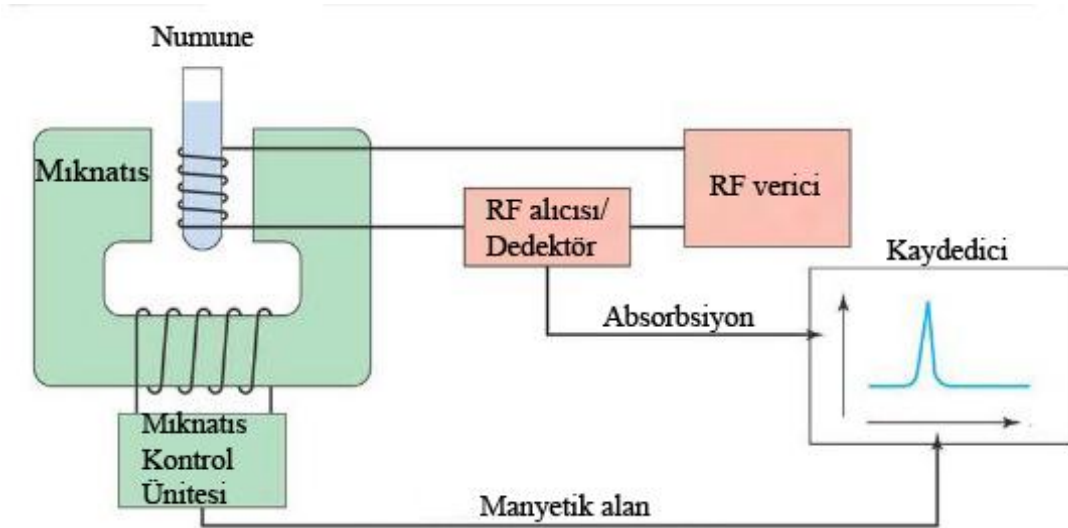 Numune
Mıknatıs
RF verici
RF alıcısı/
Dedektör
Kaydedici
Absorbsiyon
Mıknatıs
Kontrol
Ünitesi
Manyetik alan